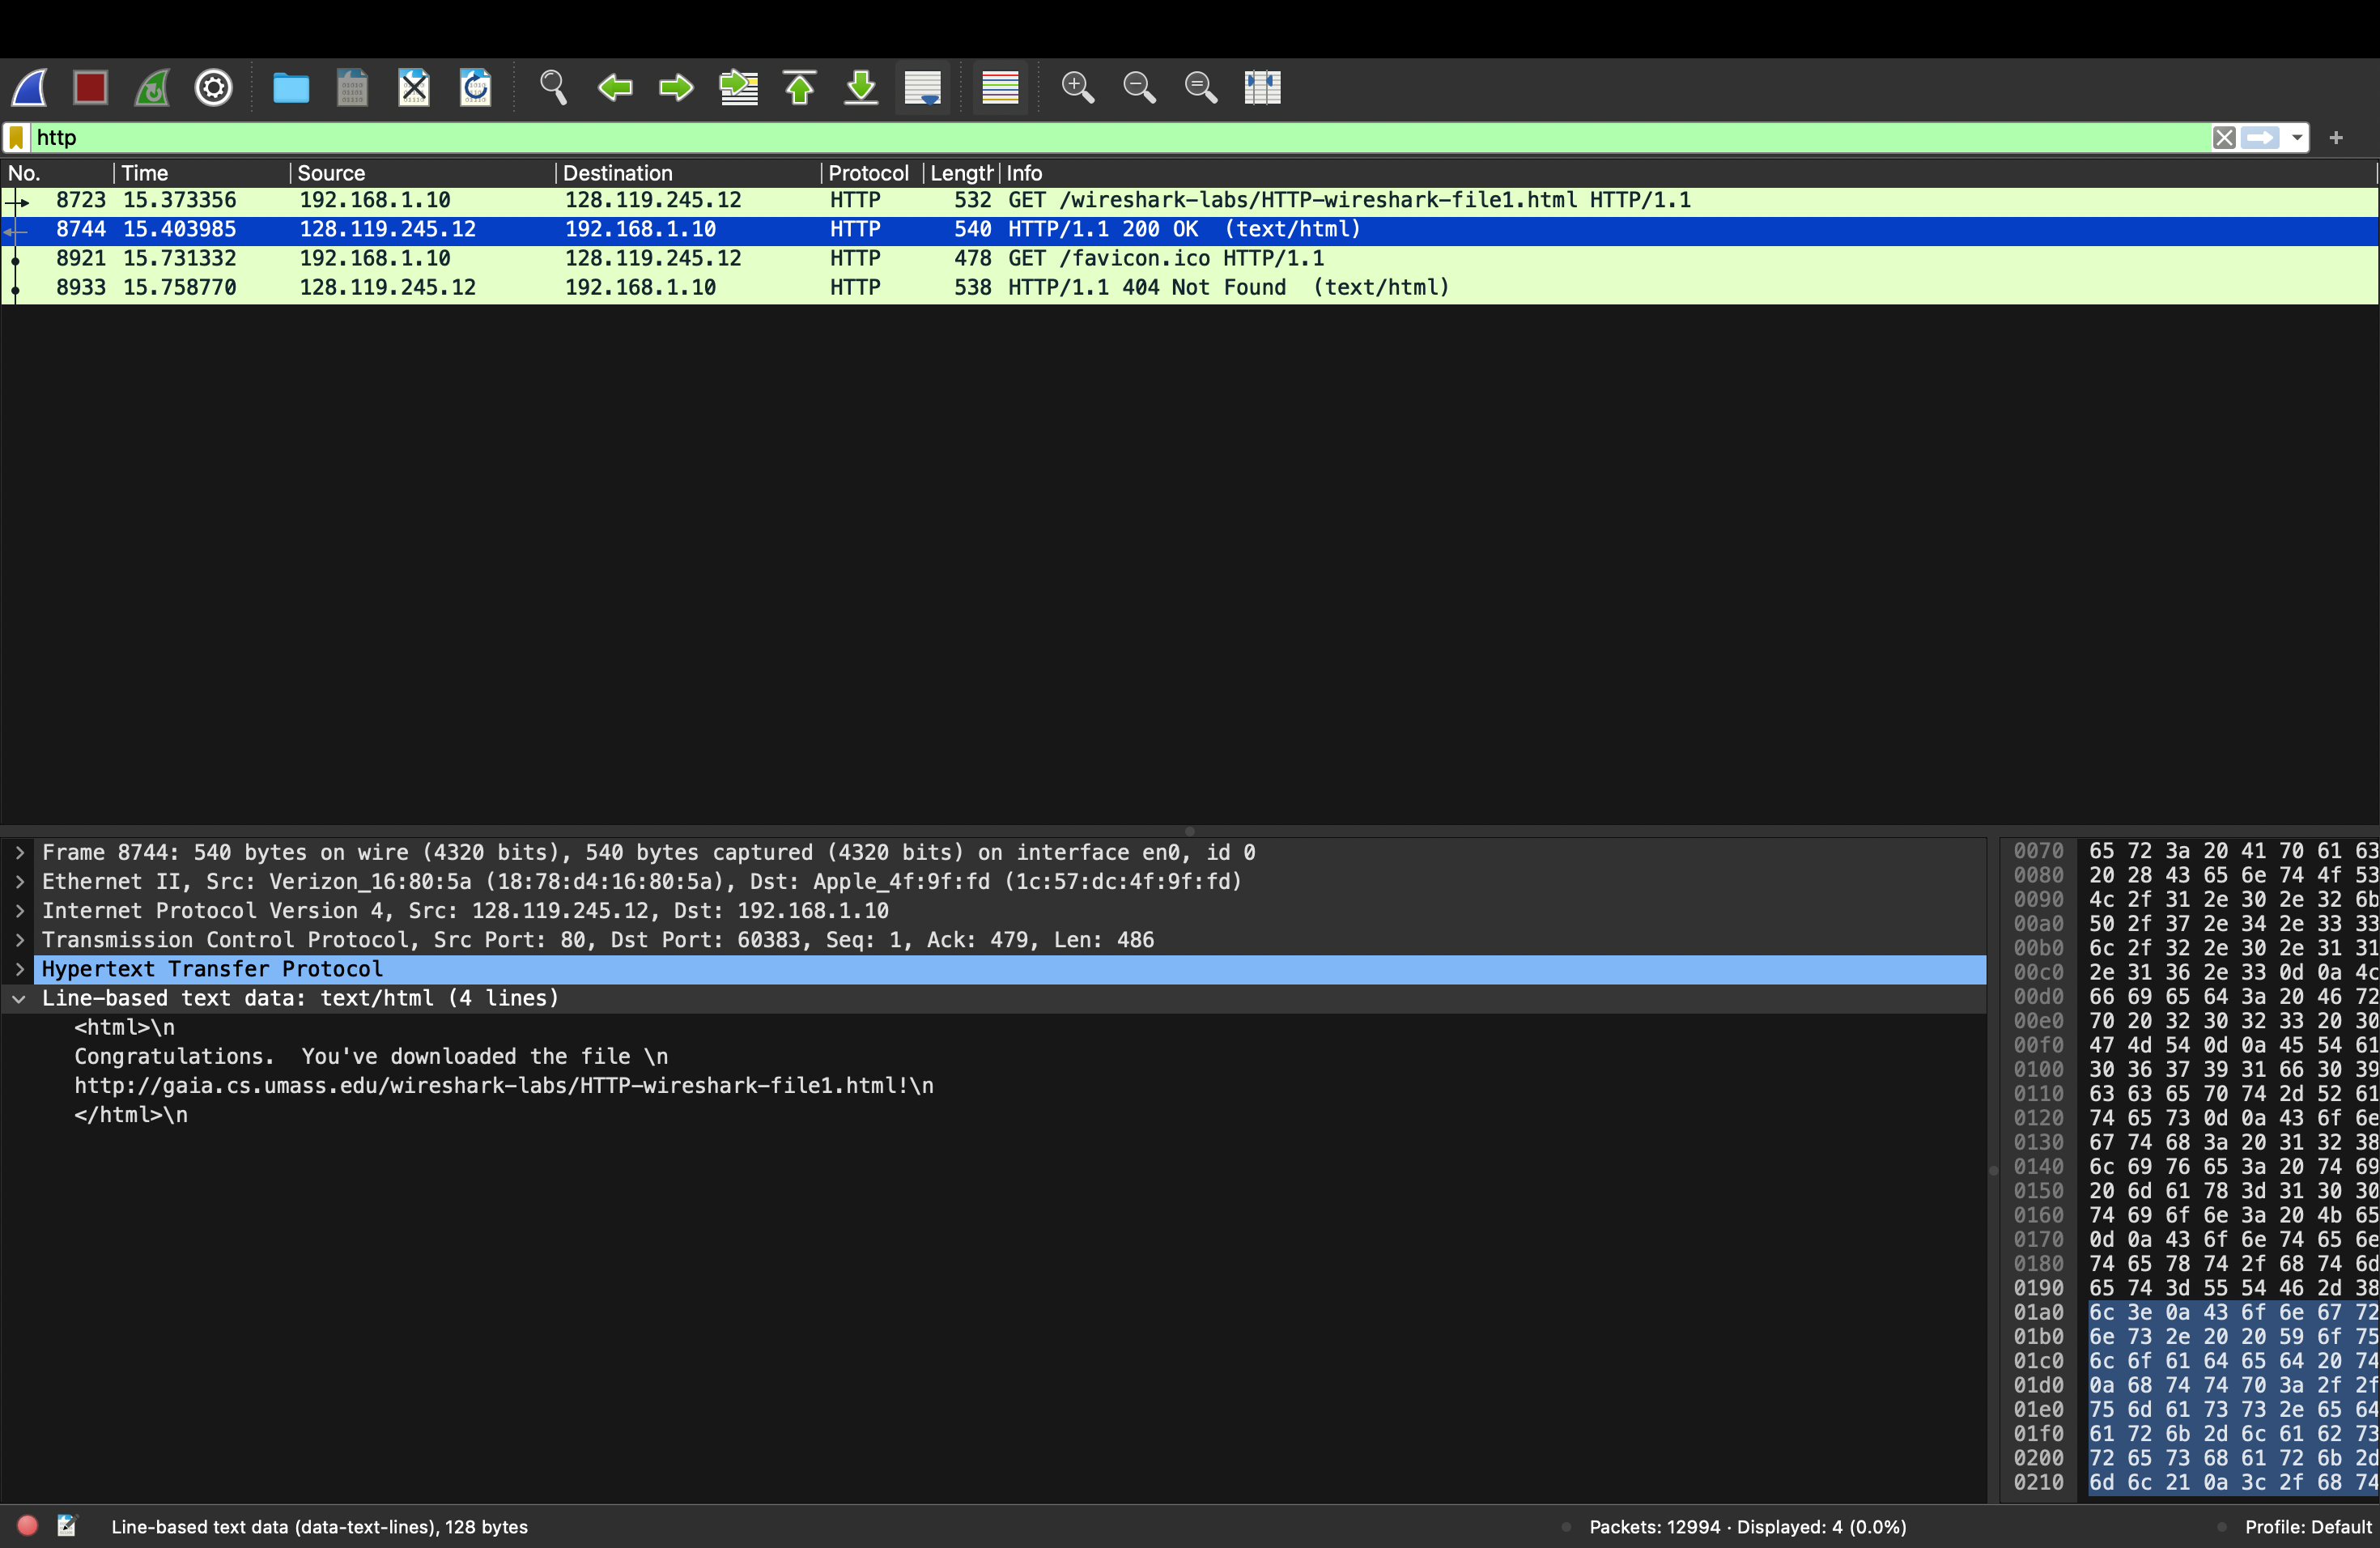 http
No. Time Source Destination Protocol Length Info
8723 15.373356 192.168.1.10 128.119.245.12 HTTP 532 GET /wireshark-labs/HTTP-wireshark-file1.html HTTP/1.1
8744 15.403985 128.119.245.12 192.168.1.10 HTTP 540 HTTP/1.1 200 OK  (text/html)
8921 15.731332 192.168.1.10 128.119.245.12 HTTP 478 GET /favicon.ico HTTP/1.1
8933 15.758770 128.119.245.12 192.168.1.10 HTTP 538 HTTP/1.1 404 Not Found  (text/html)
Frame 8744: 540 bytes on wire (4320 bits), 540 bytes captured (4320 bits) on interface en0, id 0
Ethernet II, Src: Verizon_16:80:5a (18:78:d4:16:80:5a), Dst: Apple_4f:9f:fd (1c:57:dc:4f:9f:fd)
Internet Protocol Version 4, Src: 128.119.245.12, Dst: 192.168.1.10
Transmission Control Protocol, Src Port: 80, Dst Port: 60383, Seq: 1, Ack: 479, Len: 486
Hypertext Transfer Protocol
Line-based text data: text/html (4 lines)
<html>\n
Congratulations.  You've downloaded the file \n
http://gaia.cs.umass.edu/wireshark-labs/HTTP-wireshark-file1.html!\n
</html>\n
0070 65 72 3a 20 41 70 61 63
0080 20 28 43 65 6e 74 4f 53
0090 4c 2f 31 2e 30 2e 32 6b
00a0 50 2f 37 2e 34 2e 33 33
00b0 6c 2f 32 2e 30 2e 31 31
00c0 2e 31 36 2e 33 0d 0a 4c
00d0 66 69 65 64 3a 20 46 72
00e0 70 20 32 30 32 33 20 30
00f0 47 4d 54 0d 0a 45 54 61
0100 30 36 37 39 31 66 30 39
0110 63 63 65 70 74 2d 52 61
0120 74 65 73 0d 0a 43 6f 6e
0130 67 74 68 3a 20 31 32 38
0140 6c 69 76 65 3a 20 74 69
0150 20 6d 61 78 3d 31 30 30
0160 74 69 6f 6e 3a 20 4b 65
0170 0d 0a 43 6f 6e 74 65 6e
0180 74 65 78 74 2f 68 74 6d
0190 65 74 3d 55 54 46 2d 38
01a0 6c 3e 0a 43 6f 6e 67 72
01b0 6e 73 2e 20 20 59 6f 75
01c0 6c 6f 61 64 65 64 20 74
01d0 0a 68 74 74 70 3a 2f 2f
01e0 75 6d 61 73 73 2e 65 64
01f0 61 72 6b 2d 6c 61 62 73
0200 72 65 73 68 61 72 6b 2d
0210 6d 6c 21 0a 3c 2f 68 74
Line-based text data (data-text-lines), 128 bytes
Packets: 12994 · Displayed: 4 (0.0%)
Profile: Default